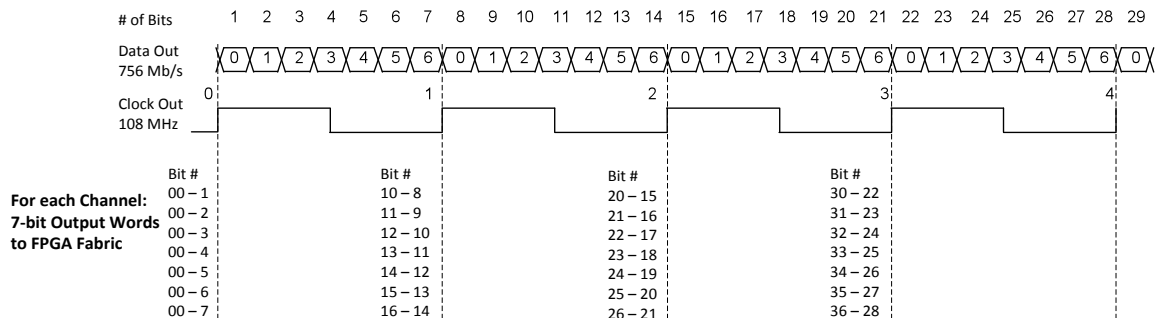 # of Bits 1 2 3 4 5 6 7 8 9 10 11 12 13 14 15 16 17 18 19 20 21 22 23 24 25 26 27 28 29
Data Out 0 1 2 3 4 5 6 0 1 2 3 4 5 6 0 1 2 3 4 5 6 0 1 2 3 4 5 6 0
756 Mb/s
0 1 2 3 4
Clock Out
108 MHz
For each Channel:
7-bit Output Words
to FPGA Fabric
Bit #
00 – 1
00 – 2
00 – 3
00 – 4
00 – 5
00 – 6
00 – 7
Bit #
10 – 8
11 – 9
12 – 10
13 – 11
14 – 12
15 – 13
16 – 14
Bit #
20 – 15
21 – 16
22 – 17
23 – 18
24 – 19
25 – 20
26 – 21
Bit #
30 – 22
31 – 23
32 – 24
33 – 25
34 – 26
35 – 27
36 – 28